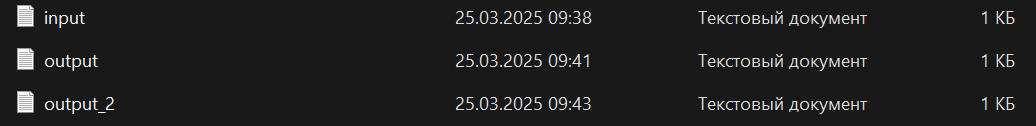 input 25.03.2025 09:38 Текстовый документ 1 КБ
output 25.03.2025 09:41 Текстовый документ 1 КБ
output_2 25.03.2025 09:43 Текстовый документ 1 КБ